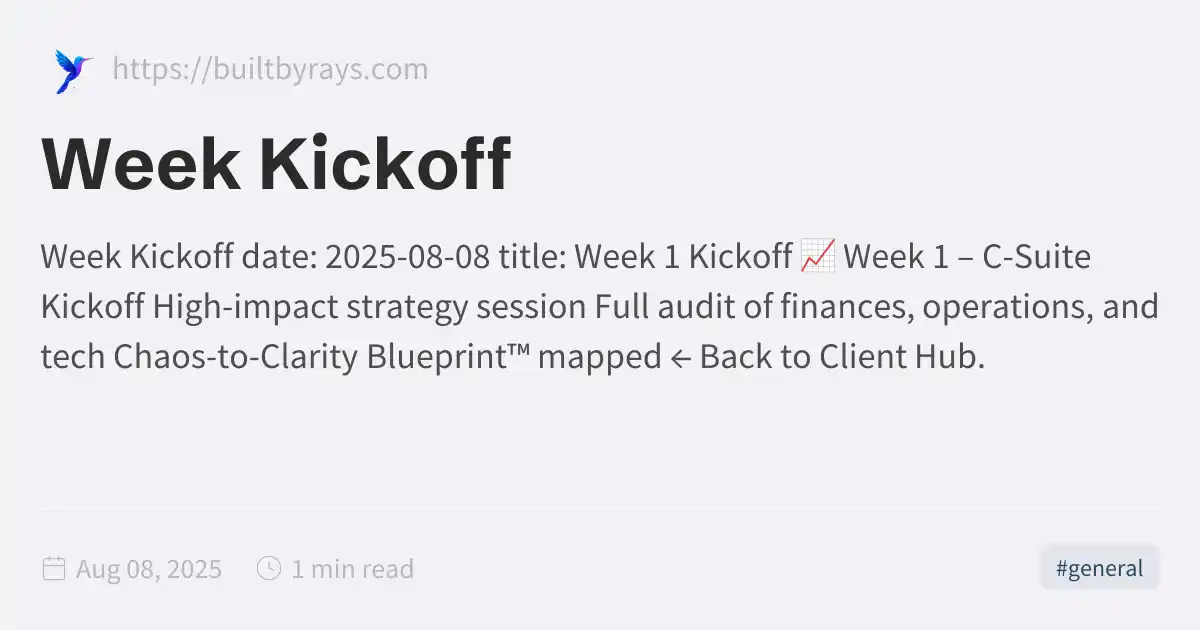 https://builtbyrays.com
Week Kickoff
Week Kickoff date: 2025-08-08 title: Week 1 Kickoff 📈 Week 1 – C-Suite
Kickoff High-impact strategy session Full audit of finances, operations, and
tech Chaos-to-Clarity Blueprint™ mapped ← Back to Client Hub.
Aug 08, 2025
1 min read
#general